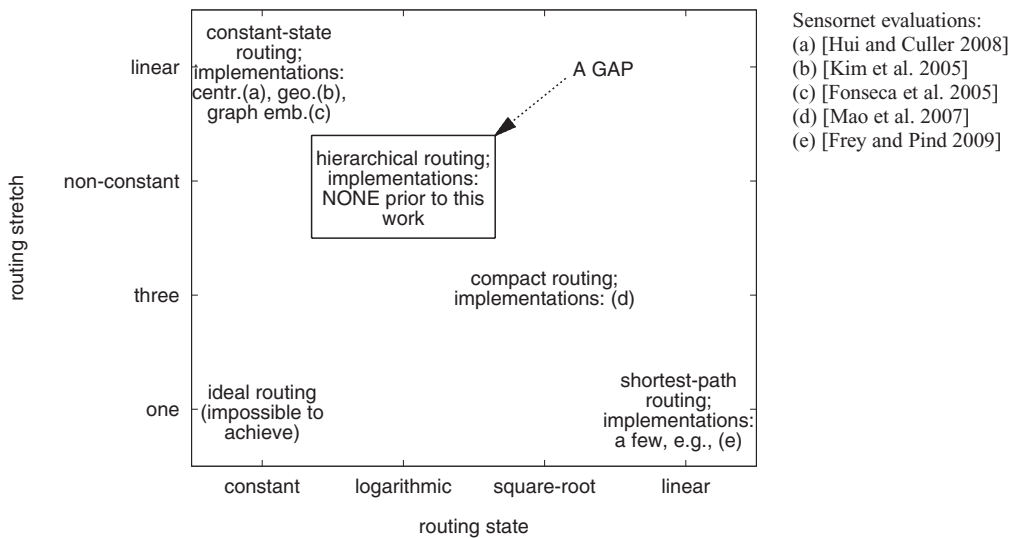 constant-state
routing;
implementations:
centr.(a), geo.(b),
graph emb.(c)
A GAP
hierarchical routing;
implementations:
NONE prior to this
work
compact routing;
implementations: (d)
ideal routing
(impossible to
achieve)
shortest-path
routing;
implementations:
a few, e.g., (e)
linear
non-constant
three
one
routing stretch
constant
logarithmic
square-root
linear
routing state
Sensornet evaluations:
(a) [Hui and Culler 2008]
(b) [Kim et al. 2005]
(c) [Fonseca et al. 2005]
(d) [Mao et al. 2007]
(e) [Frey and Pind 2009]